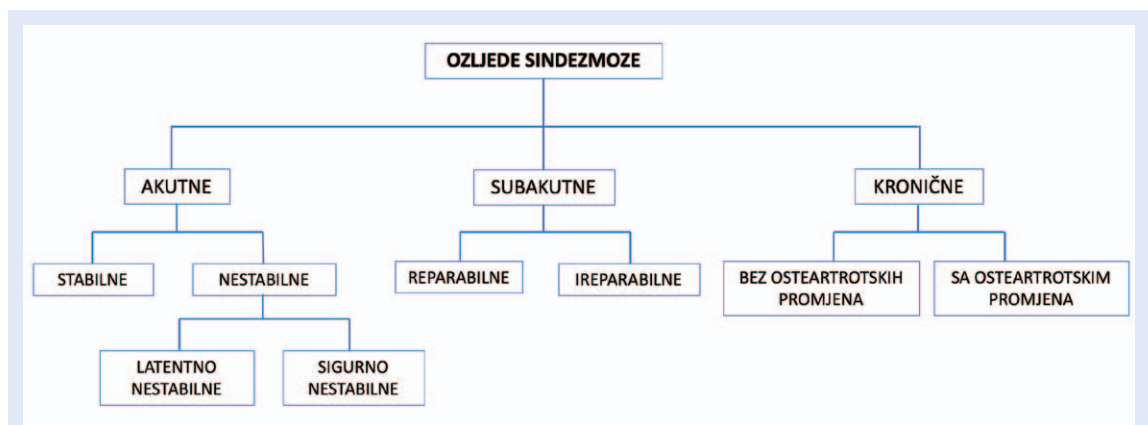 OZLJEDE SINDEZMOZE
AKUTNE
SUBAKUTNE
KRONIČNE
STABILNE
NESTABILNE
REPARABILNE
IREPARABILNE
BEZ OSTEARTROTSKIH
PROMJENA
SA OSTEARTROTSKIM
PROMJENA
LATENTNO
NESTABILNE
SIGURNO
NESTABILNE